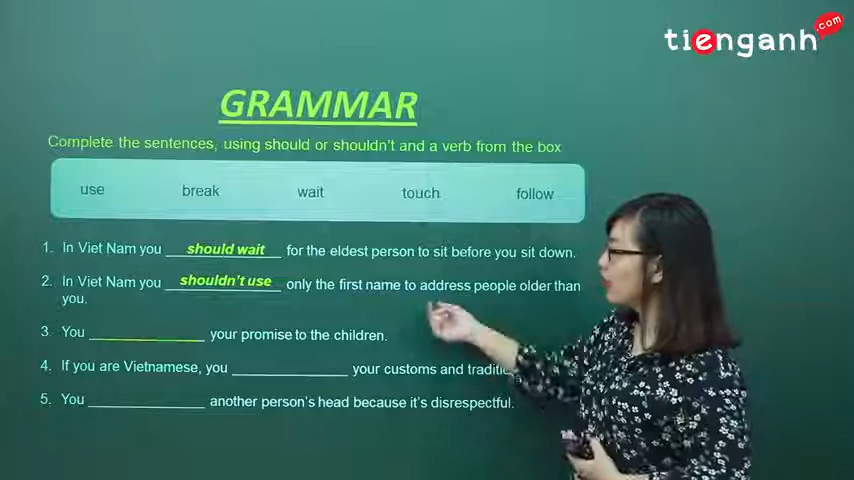 tienganh
.com
GRAMMAR
Complete the sentences, using should or shouldn't and a verb from the box
use break wait touch follow
1. In Viet Nam you should wait for the eldest person to sit before you sit down.
2. In Viet Nam you shouldn't use only the first name to address people older than
you.
3. You ____________ your promise to the children.
4. If you are Vietnamese, you ____________ your customs and
5. You ____________ another person's head because it's disrespectful.